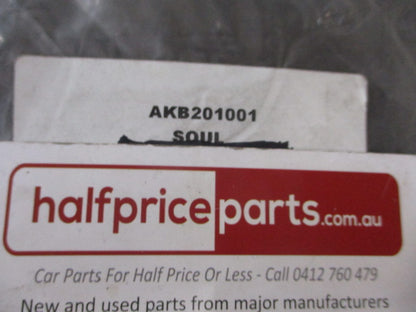 AKB201001
SOUL
halfpriceparts.com.au
Car Parts For Half Price Or Less - Call 0412 760 479
New and used parts from major manufacturers